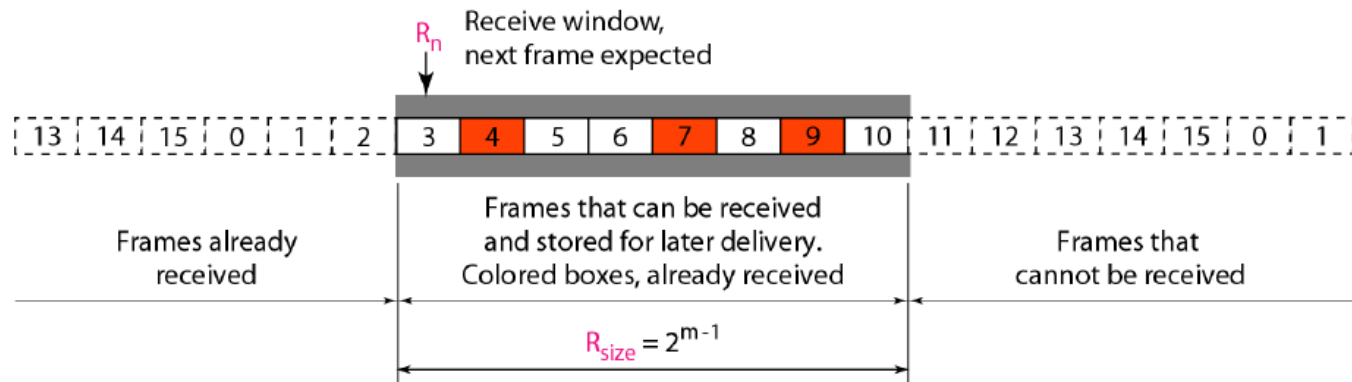 Rn
Receive window,
next frame expected
13 14 15 0 1 2 3 4 5 6 7 8 9 10 11 12 13 14 15 0 1
Frames already
received
Frames that can be received
and stored for later delivery.
Colored boxes, already received
Frames that
cannot be received
Rsize = 2^m-1